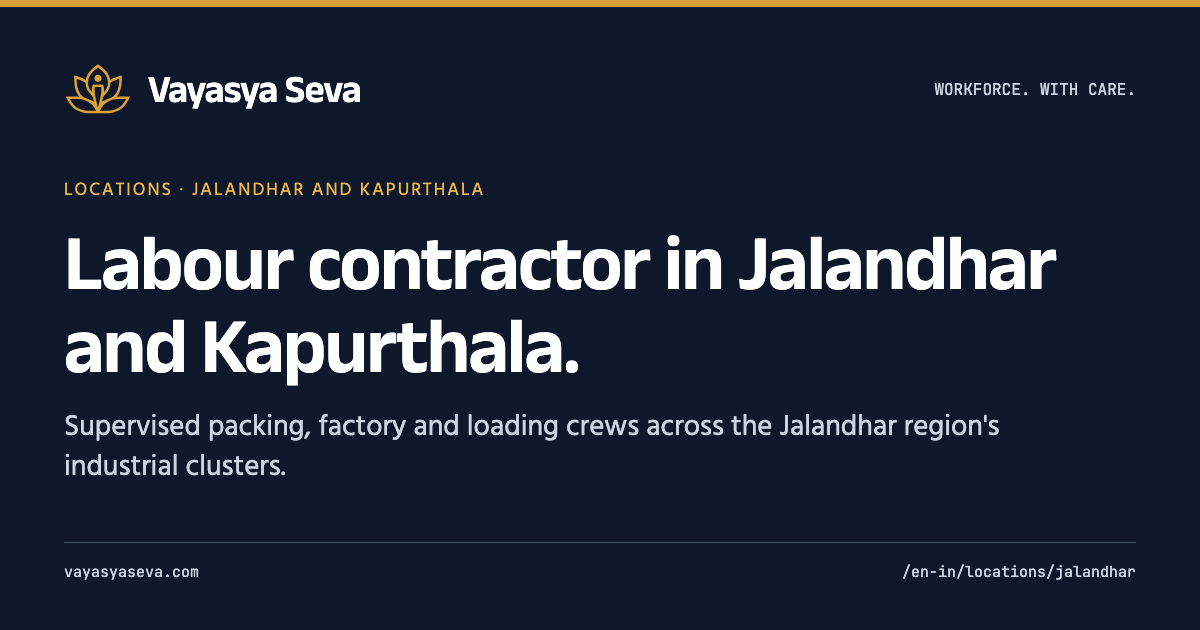 Vayasya Seva
WORKFORCE. WITH CARE.
LOCATIONS · JALANDHAR AND KAPURTHALA
Labour contractor in Jalandhar
and Kapurthala.
Supervised packing, factory and loading crews across the Jalandhar region's
industrial clusters.
vayasyaseva.com
/en-in/locations/jalandhar